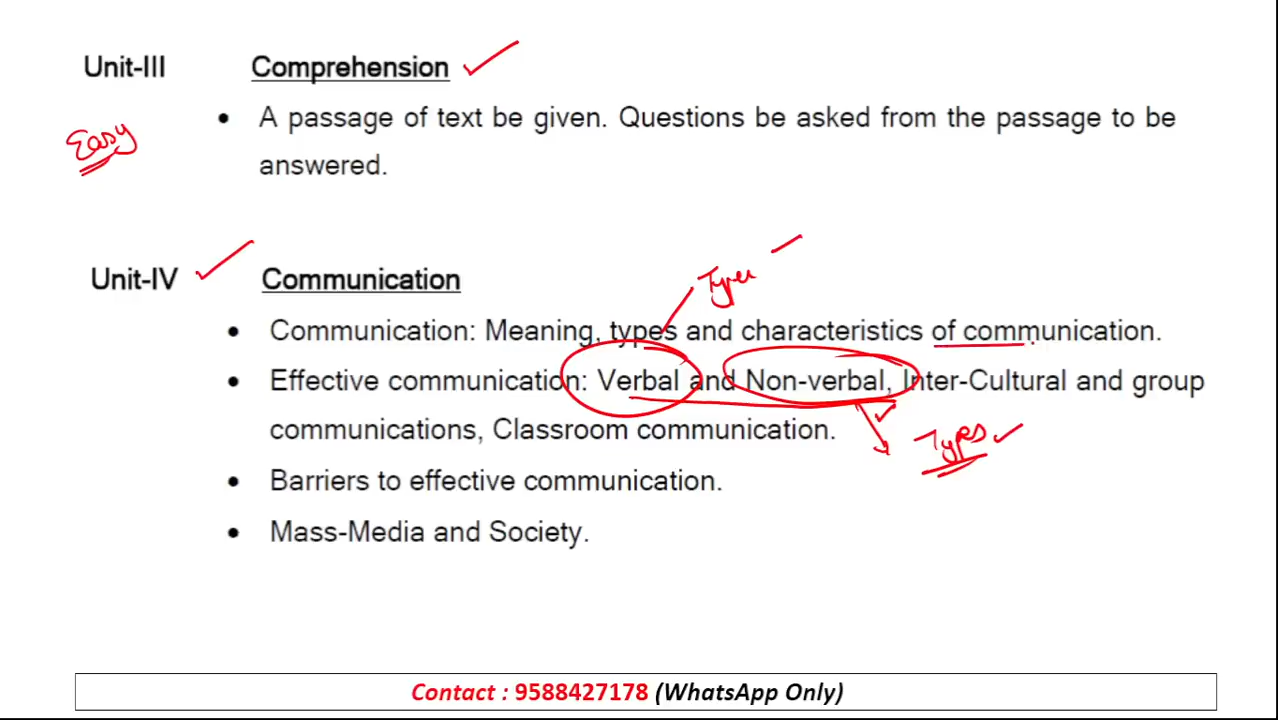 Unit-III Comprehension
• A passage of text be given. Questions be asked from the passage to be
Easy
answered.
Unit-IV Communication
Types
• Communication: Meaning, types and characteristics of communication.
• Effective communication: Verbal and Non-verbal, Inter-Cultural and group
communications, Classroom communication.
Types
• Barriers to effective communication.
• Mass-Media and Society.
Contact : 9588427178 (WhatsApp Only)